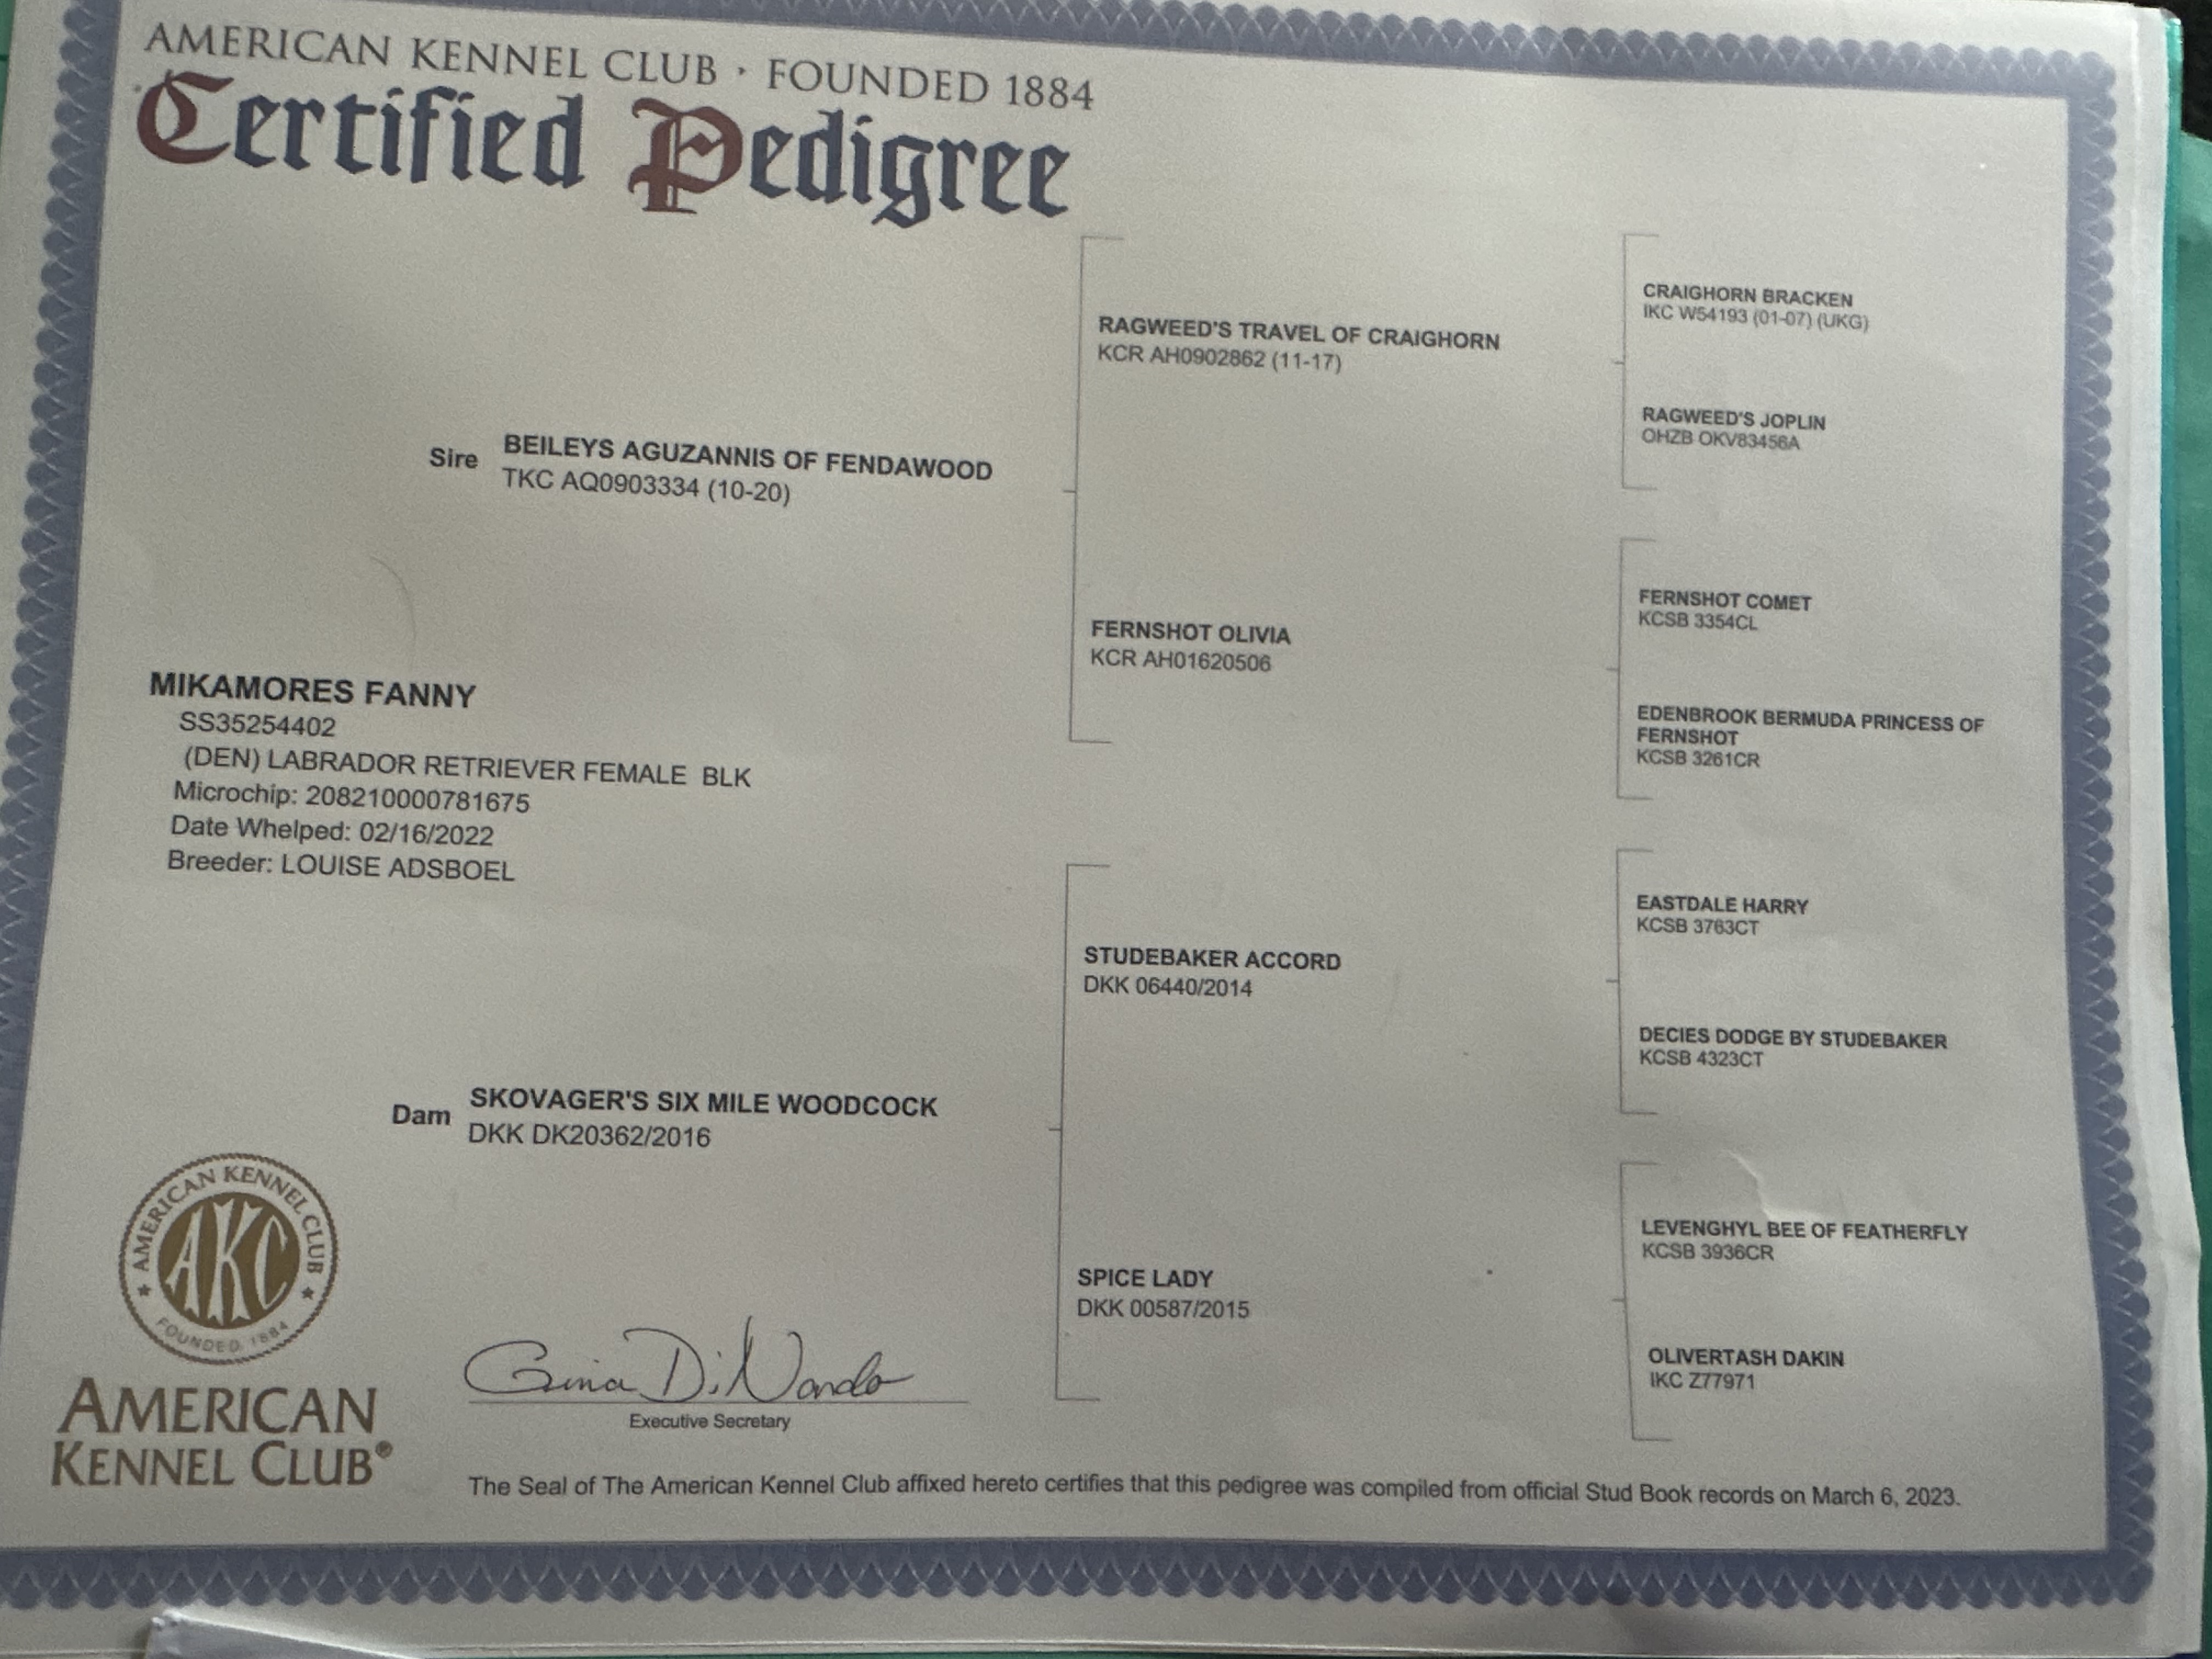 AMERICAN KENNEL CLUB · FOUNDED 1884
Certified Pedigree
CRAIGHORN BRACKEN
IKC W54193 (01-07) (UKG)
RAGWEED'S TRAVEL OF CRAIGHORN
KCR AH0902862 (11-17)
RAGWEED'S JOPLIN
OHZB OKV83456A
Sire BEILEYS AGUZANNIS OF FENDAWOOD
TKC AQ0903334 (10-20)
FERNSHOT COMET
KCSB 3354CL
FERNSHOT OLIVIA
KCR AH01620506
EDENBROOK BERMUDA PRINCESS OF
FERNSHOT
KCSB 3261CR
MIKAMORES FANNY
SS35254402
(DEN) LABRADOR RETRIEVER FEMALE BLK
Microchip: 208210000781675
Date Whelped: 02/16/2022
Breeder: LOUISE ADSBOEL
EASTDALE HARRY
KCSB 3763CT
STUDEBAKER ACCORD
DKK 06440/2014
DECIES DODGE BY STUDEBAKER
KCSB 4323CT
Dam SKOVAGER'S SIX MILE WOODCOCK
DKK DK20362/2016
LEVENGHYL BEE OF FEATHERFLY
KCSB 3936CR
SPICE LADY
DKK 00587/2015
OLIVERTASH DAKIN
IKC Z77971
AMERICAN KENNEL CLUB
AKC
FOUNDED 1884
AMERICAN
KENNEL CLUB®
Gina DiNardo
Executive Secretary
The Seal of The American Kennel Club affixed hereto certifies that this pedigree was compiled from official Stud Book records on March 6, 2023.